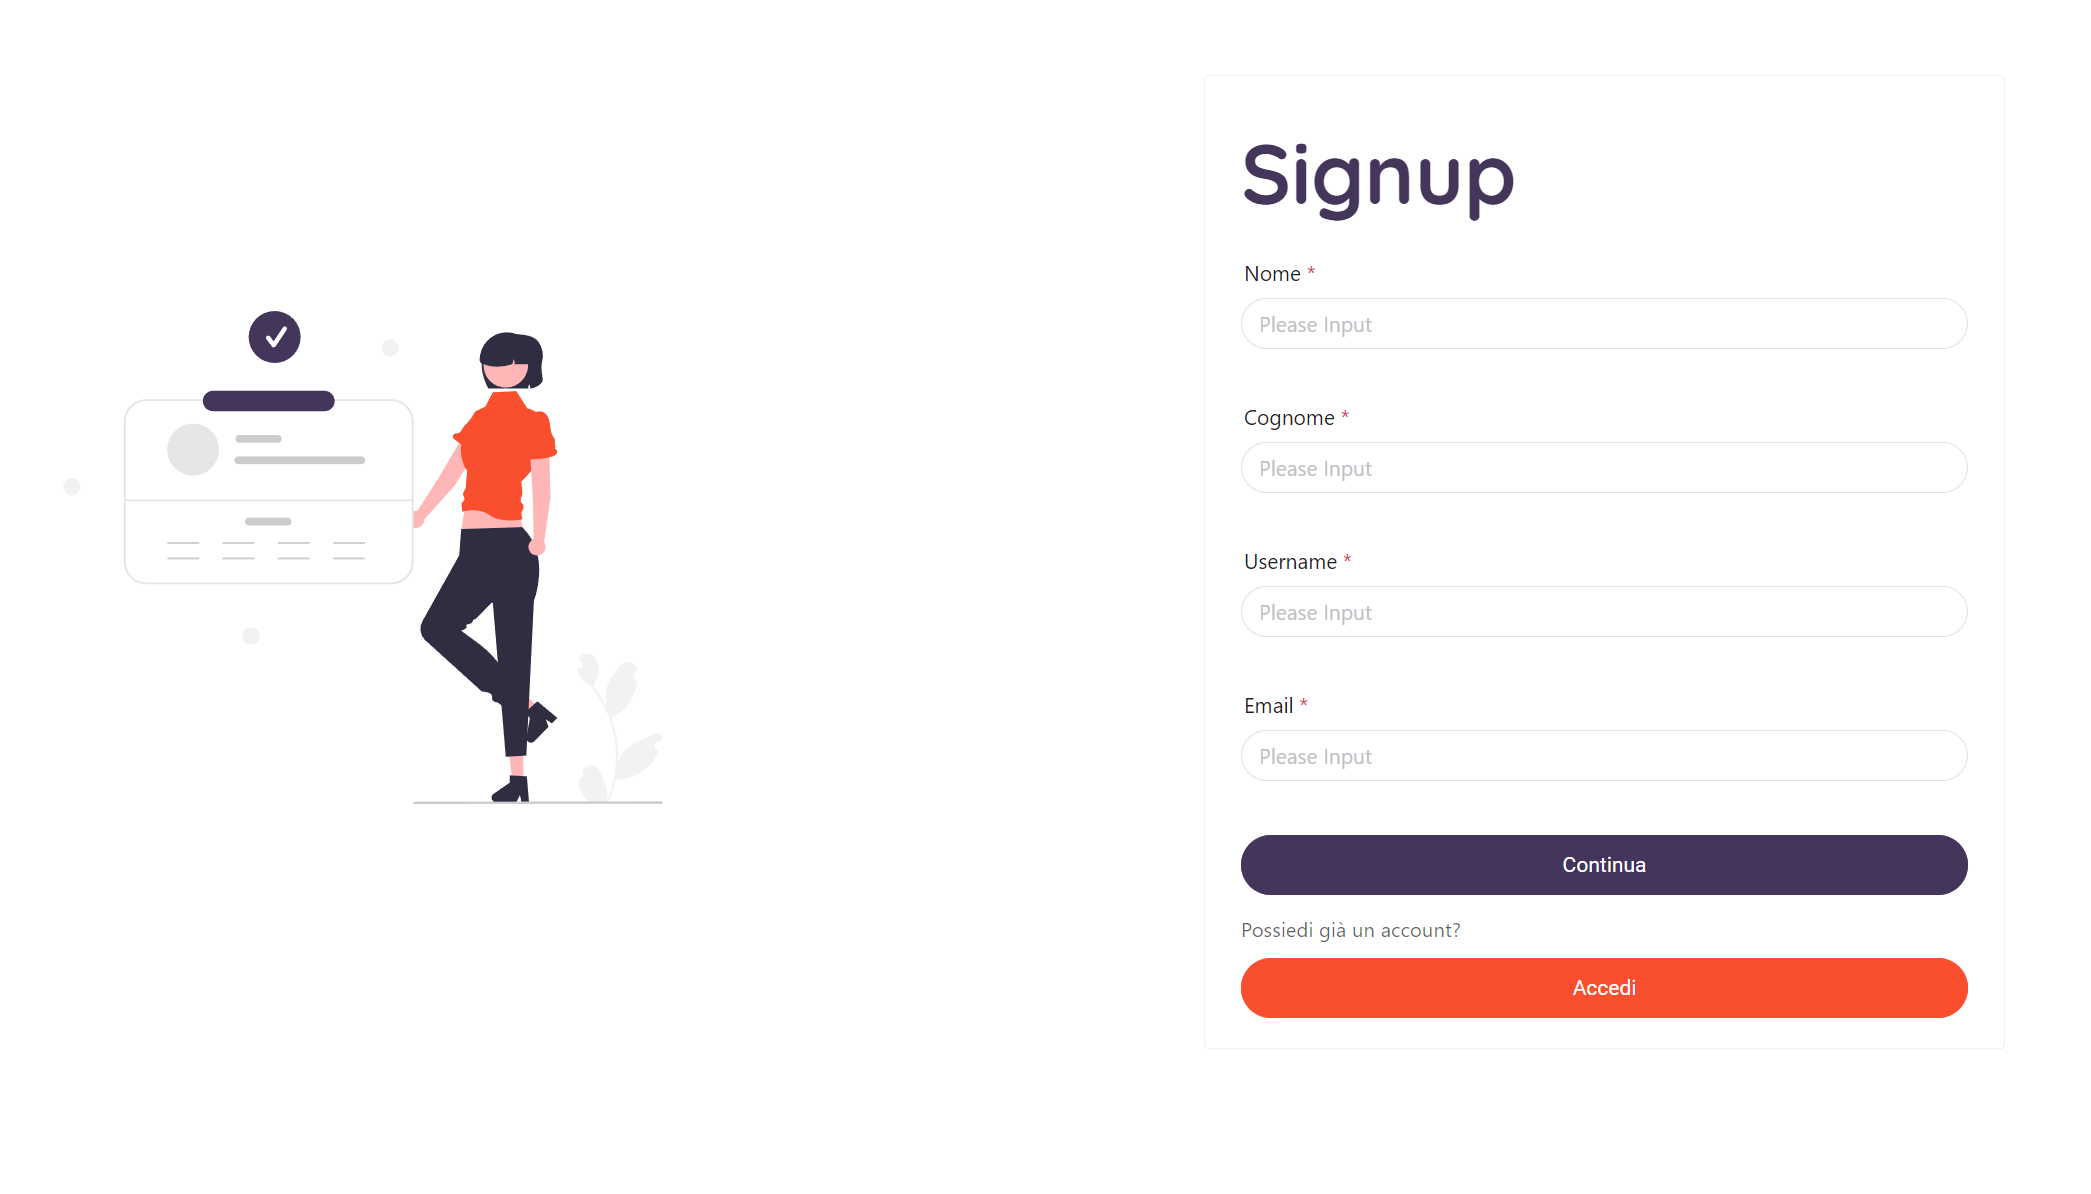 Signup
Nome *
Please Input
Cognome *
Please Input
Username *
Please Input
Email *
Please Input
Continua
Possiedi già un account?
Accedi